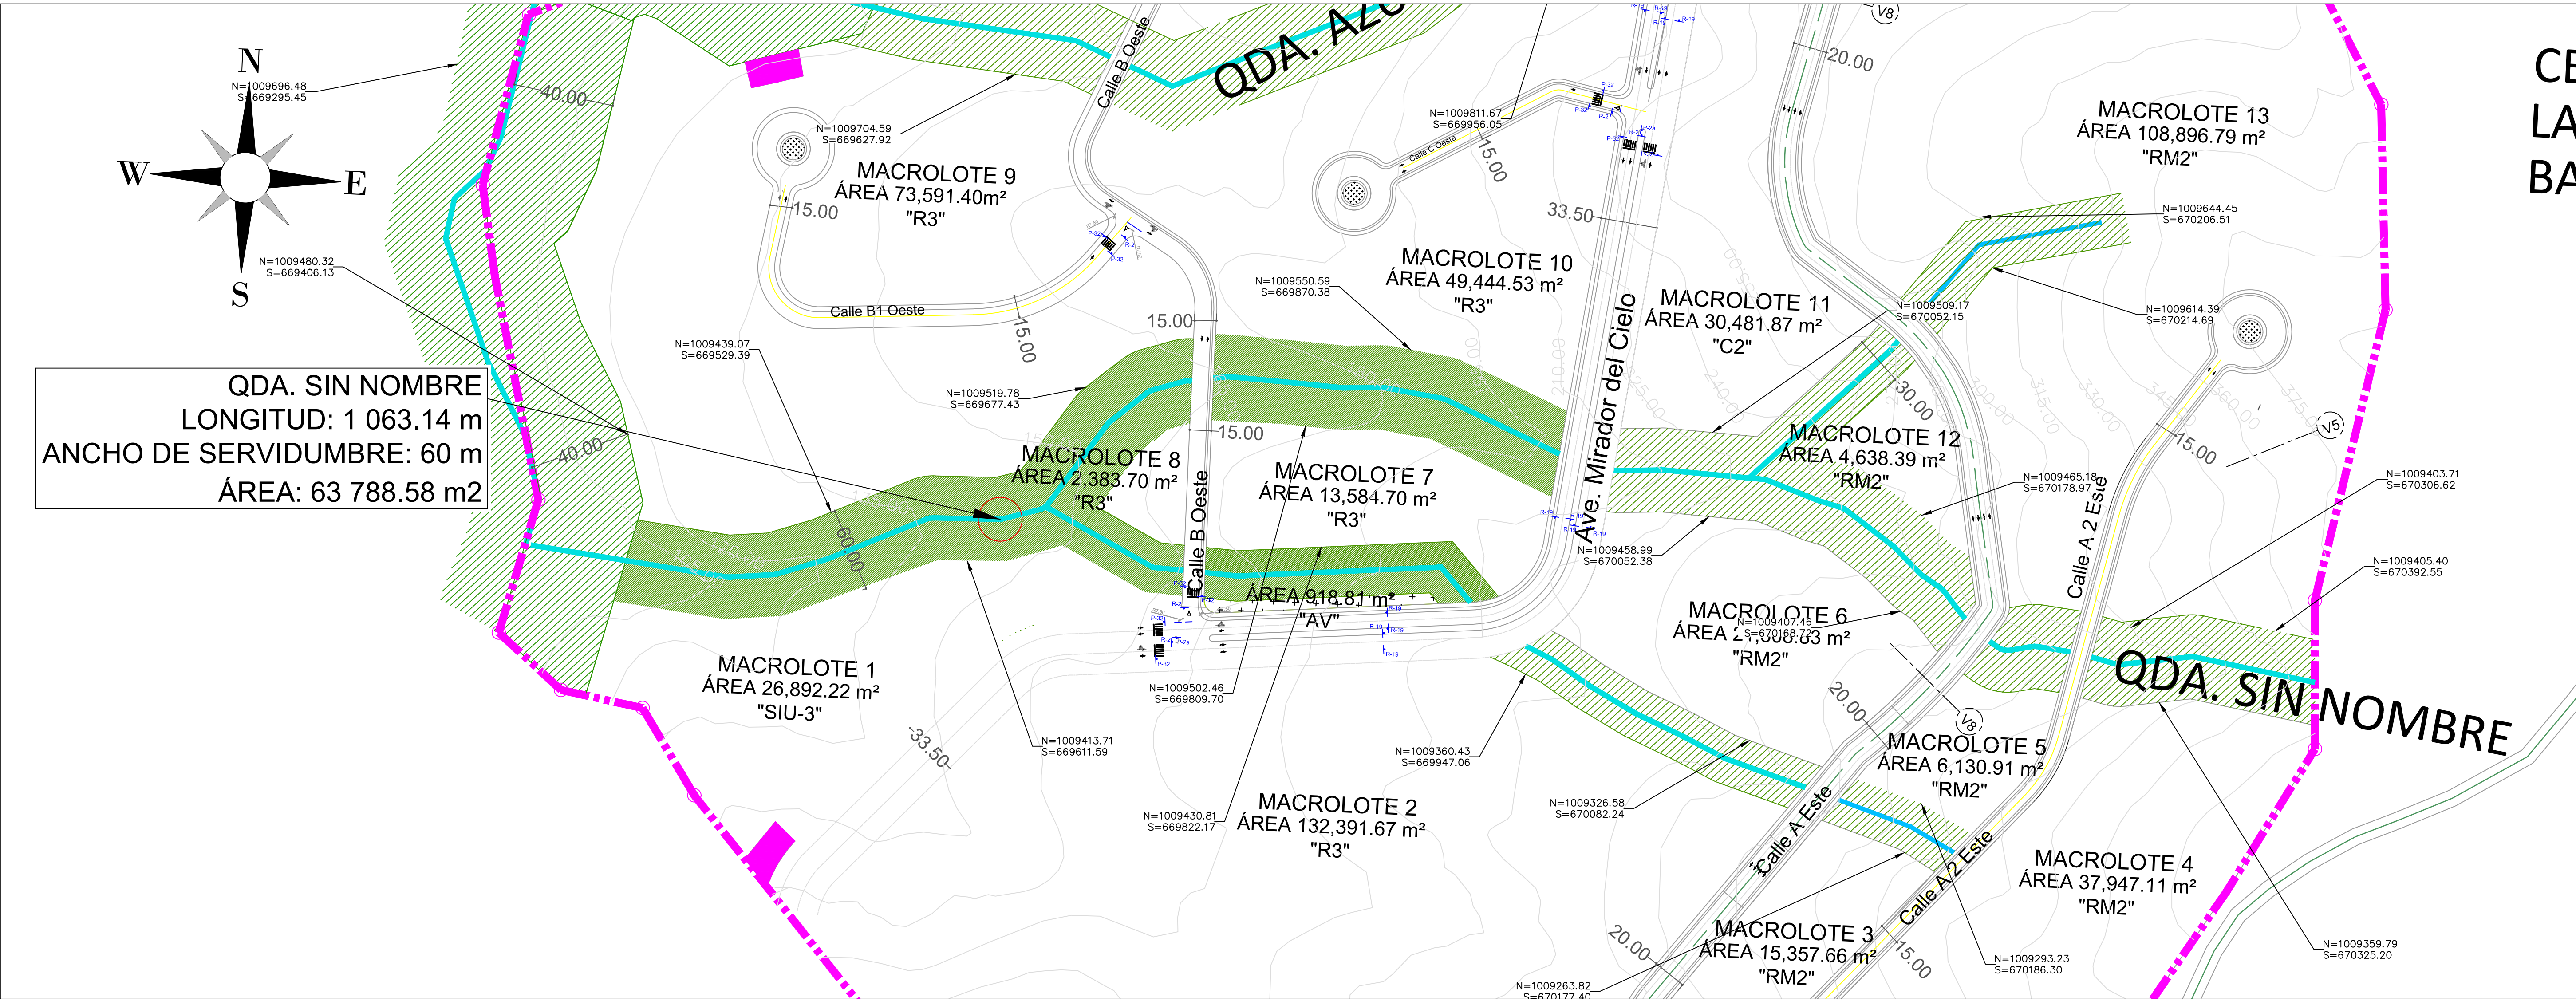 N
W
E
S
N=1009696.48
S=669295.45
40.00
N=1009480.32
S=669406.13
QDA. SIN NOMBRE
LONGITUD: 1 063.14 m
ANCHO DE SERVIDUMBRE: 60 m
ÁREA: 63 788.58 m2
40.00
N=1009704.59
S=669627.92
MACROLOTE 9
ÁREA 73,591.40m²
"R3"
15.00
Calle B1 Oeste
15.00
Calle B Oeste
QDA.
N=1009811.67
S=669956.05
Calle C Oeste
15.00
33.50
MACROLOTE 10
ÁREA 49,444.53 m²
"R3"
N=1009550.59
S=669870.38
15.00
15.00
Calle B Oeste
N=1009439.07
S=669529.39
N=1009519.78
S=669677.43
MACROLOTE 8
ÁREA 2,383.70 m²
"R3"
60.00
135.00
120.00
105.00
180.00
MACROLOTE 7
ÁREA 13,584.70 m²
"R3"
ÁREA 918.81 m²
"AV"
Ave. Mirador del Cielo
MACROLOTE 11
ÁREA 30,481.87 m²
"C2"
N=1009509.17
S=670052.15
V8
20.00
MACROLOTE 13
ÁREA 108,896.79 m²
"RM2"
N=1009644.45
S=670206.51
N=1009614.39
S=670214.69
30.00
MACROLOTE 12
ÁREA 4,638.39 m²
"RM2"
N=1009465.18
S=670178.97
15.00
V5
Calle A 2 Este
N=1009403.71
S=670306.62
N=1009405.40
S=670392.55
N=1009458.99
S=670052.38
MACROLOTE 6
"RM2"
N=1009407.46
QDA. SIN NOMBRE
20.00
V8
MACROLOTE 5
ÁREA 6,130.91 m²
"RM2"
MACROLOTE 1
ÁREA 26,892.22 m²
"SIU-3"
33.50
N=1009413.71
S=669611.59
N=1009502.46
S=669809.70
N=1009430.81
S=669822.17
N=1009360.43
S=669947.06
MACROLOTE 2
ÁREA 132,391.67 m²
"R3"
N=1009326.58
S=670082.24
Calle A Este
Calle A 2 Este
MACROLOTE 4
ÁREA 37,947.11 m²
"RM2"
MACROLOTE 3
ÁREA 15,357.66 m²
"RM2"
20.00
15.00
N=1009293.23
S=670186.30
N=1009359.79
S=670325.20
N=1009263.82
S=670177.40